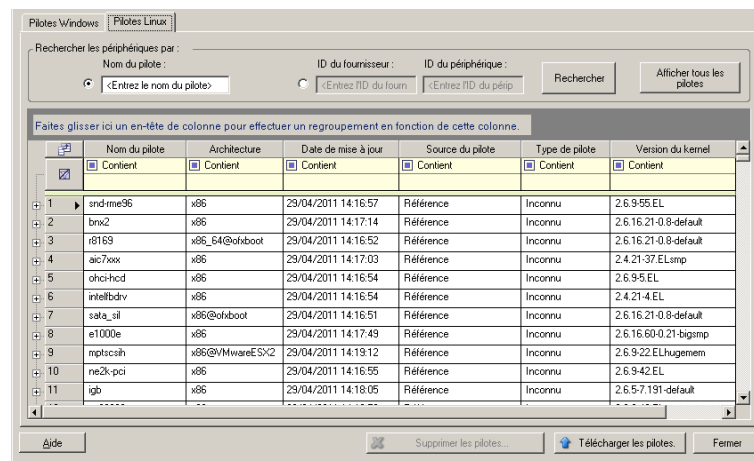 Pilotes Windows Pilotes Linux
Rechercher les périphériques par :
Nom du pilote : ID du fournisseur : ID du périphérique :
<Entrez le nom du pilote> <Entrez l'ID du fourn <Entrez l'ID du périp Rechercher Afficher tous les pilotes
Faites glisser ici un en-tête de colonne pour effectuer un regroupement en fonction de cette colonne.
Nom du pilote Architecture Date de mise à jour Source du pilote Type de pilote Version du kernel
Contient Contient Contient Contient Contient Contient
1 snd-rme96 x86 29/04/2011 14:16:57 Référence Inconnu 2.6.9-55.EL
2 bnx2 x86 29/04/2011 14:17:14 Référence Inconnu 2.6.16.21-0.8-default
3 r8169 x86_64@ofxboot 29/04/2011 14:16:52 Référence Inconnu 2.6.16.21-0.8-default
4 aic7xxx x86 29/04/2011 14:17:03 Référence Inconnu 2.4.21-37.ELsmp
5 ohci-hcd x86 29/04/2011 14:16:54 Référence Inconnu 2.6.9-5.EL
6 intelfbdrv x86 29/04/2011 14:16:54 Référence Inconnu 2.4.21-4.EL
7 sata_sil x86@ofxboot 29/04/2011 14:16:51 Référence Inconnu 2.6.16.21-0.8-default
8 e1000e x86 29/04/2011 14:17:49 Référence Inconnu 2.6.16.60-0.21-bigsmp
9 mptscsih x86@VMwareESX2 29/04/2011 14:19:12 Référence Inconnu 2.6.9-22.ELhugemem
10 ne2k-pci x86 29/04/2011 14:16:55 Référence Inconnu 2.6.9-42.EL
11 igb x86 29/04/2011 14:18:05 Référence Inconnu 2.6.5-7.191-default
Aide Supprimer les pilotes... Télécharger les pilotes. Fermer